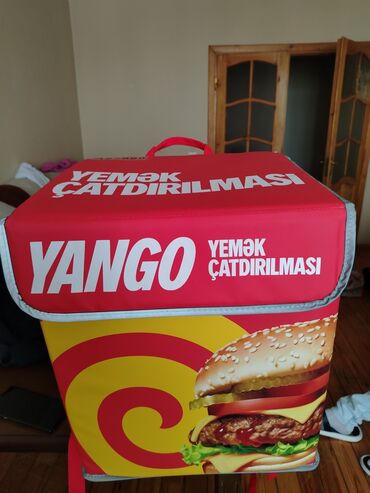 YEMƏK
ÇATDIRILMASI
YANGO
YEMƏK
ÇATDIRILMASI